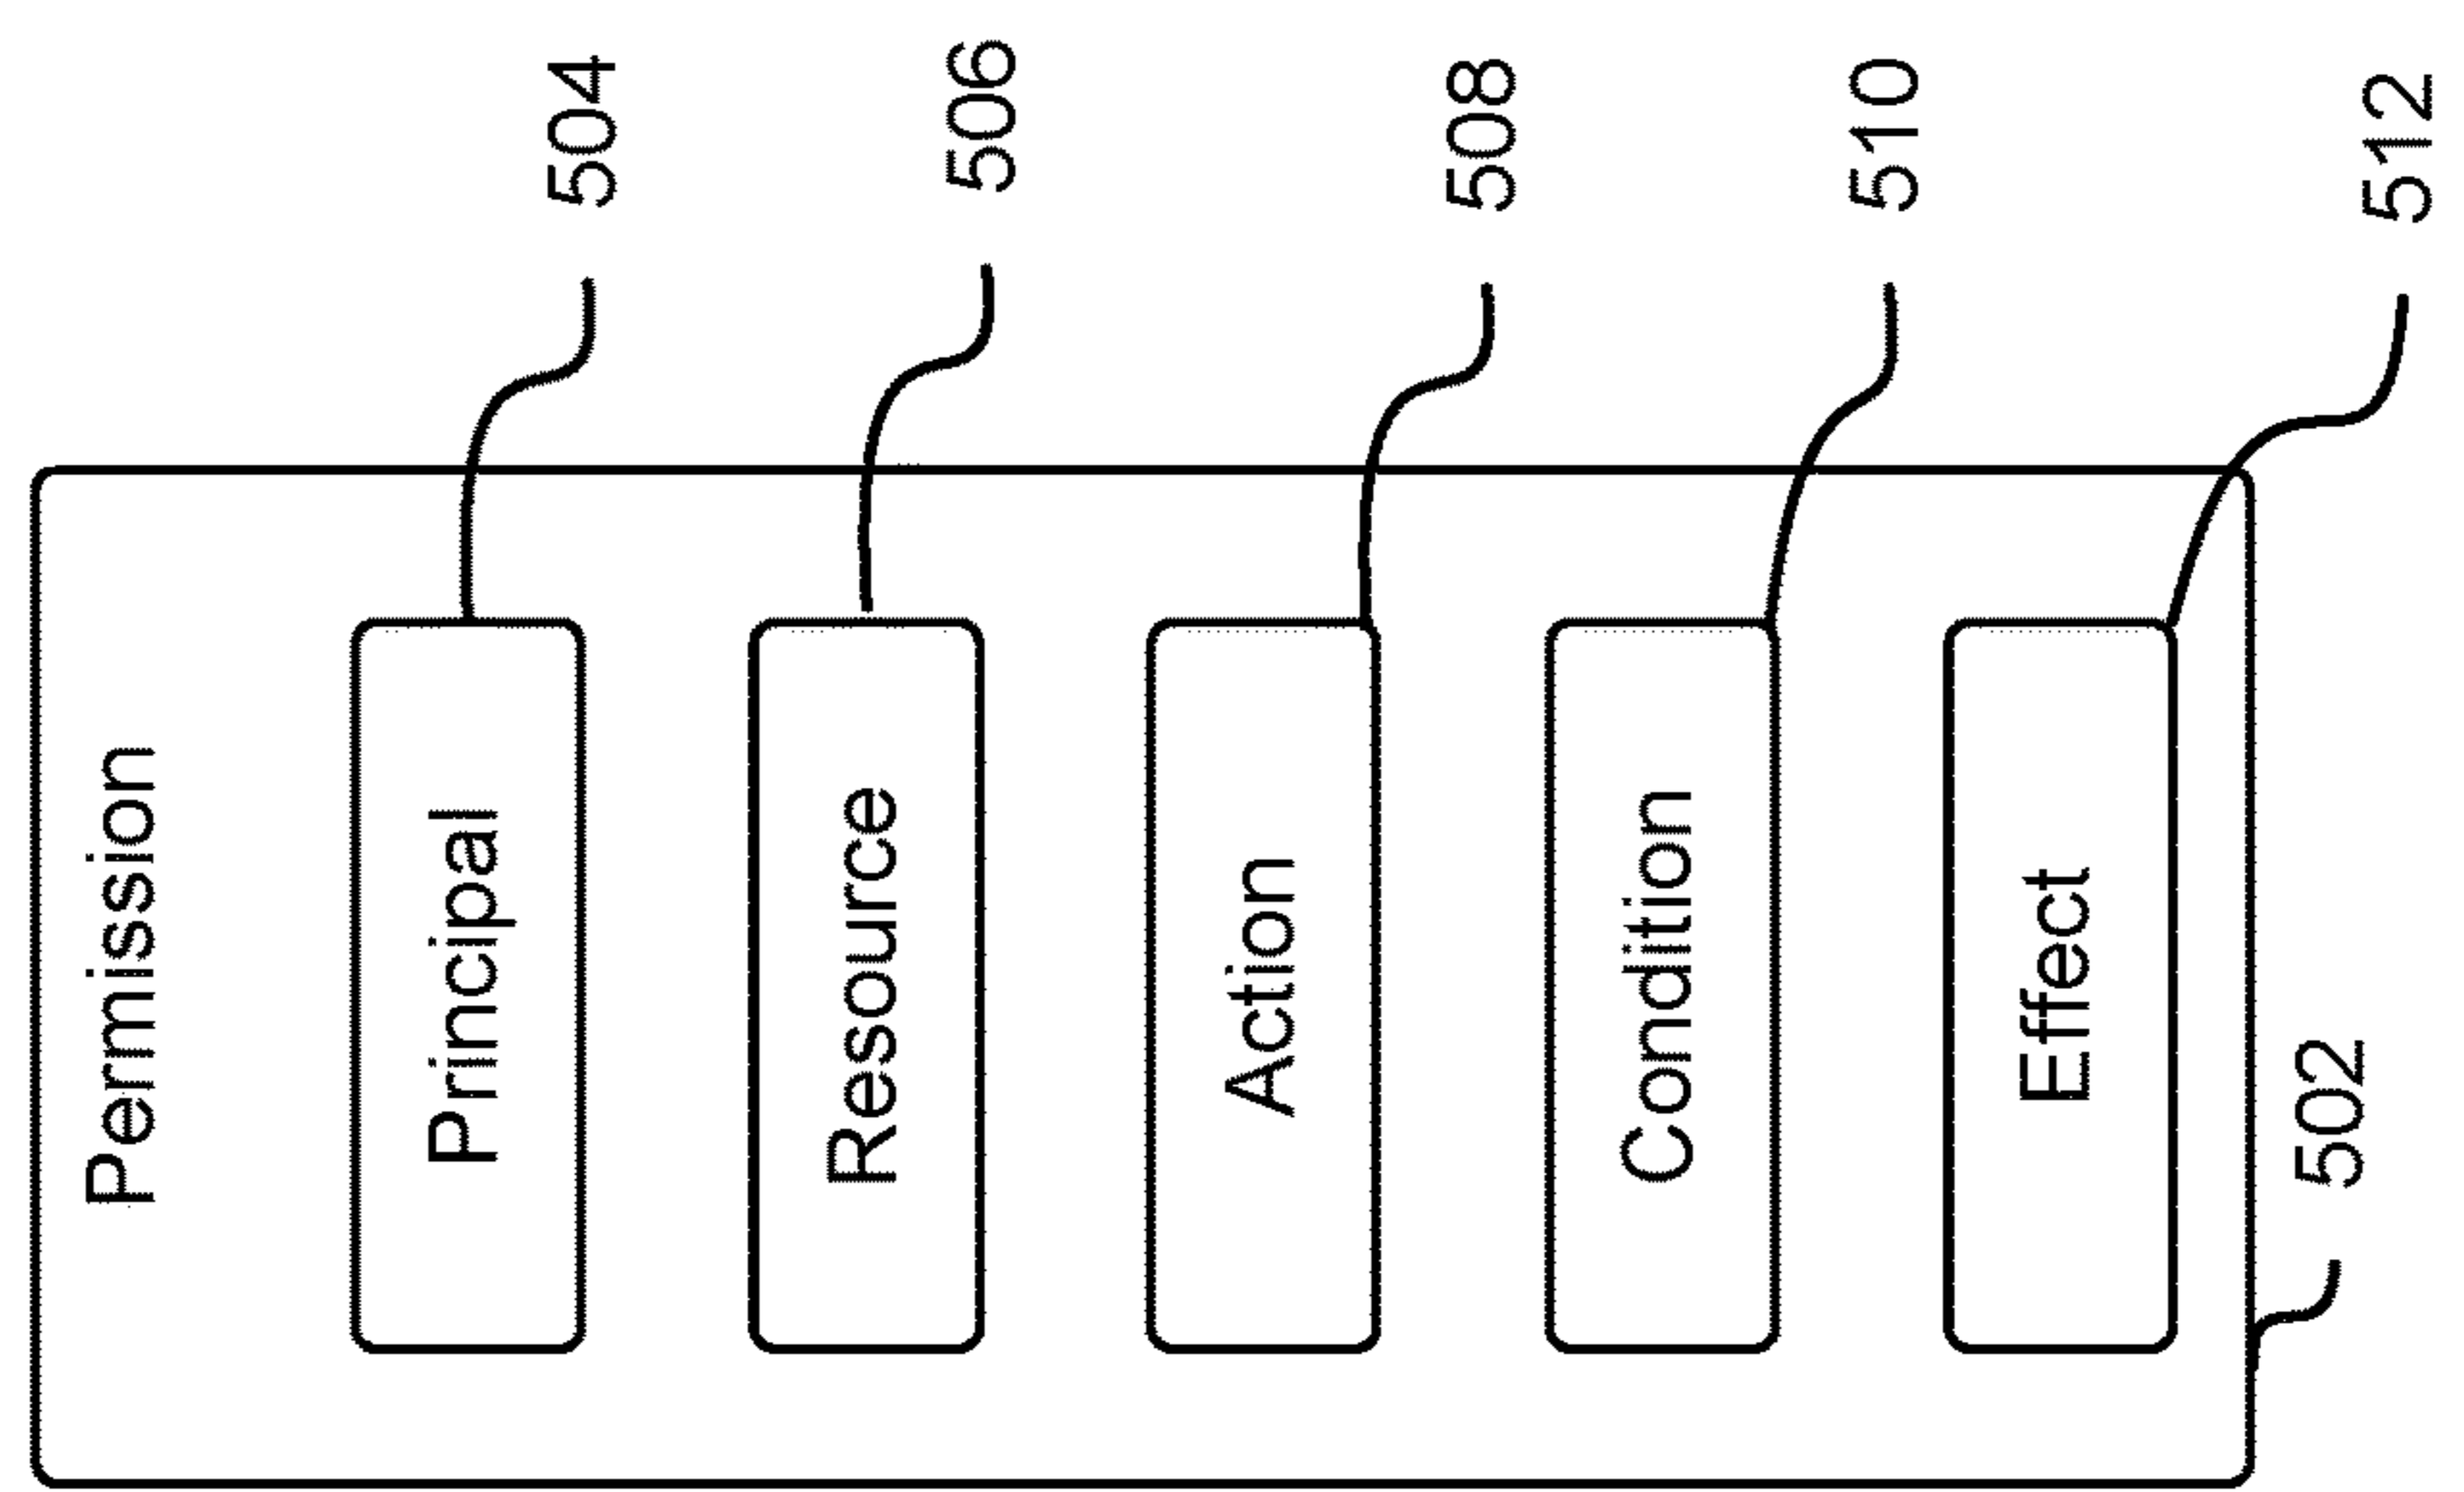 Permission
Principal
504
Resource
506
Action
508
Condition
510
Effect
512
502